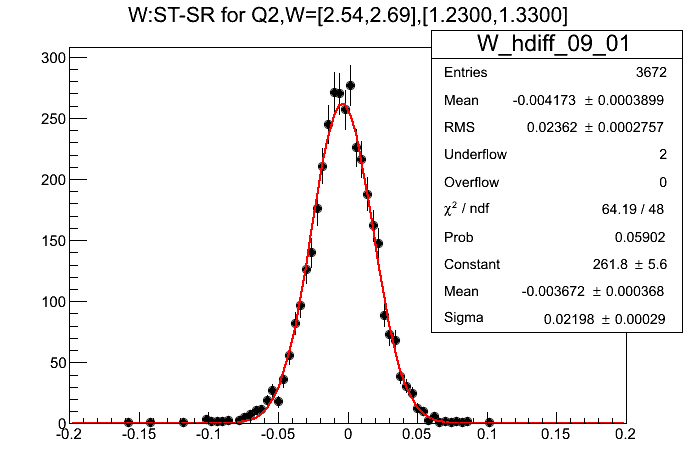 W:ST-SR for Q2,W=[2.54,2.69],[1.2300,1.3300]
W_hdiff_09_01
Entries 3672
Mean -0.004173 ± 0.0003899
RMS 0.02362 ± 0.0002757
Underflow 2
Overflow 0
χ² / ndf 64.19 / 48
Prob 0.05902
Constant 261.8 ± 5.6
Mean -0.003672 ± 0.000368
Sigma 0.02198 ± 0.00029
300
250
200
150
100
50
0
-0.2 -0.15 -0.1 -0.05 0 0.05 0.1 0.15 0.2